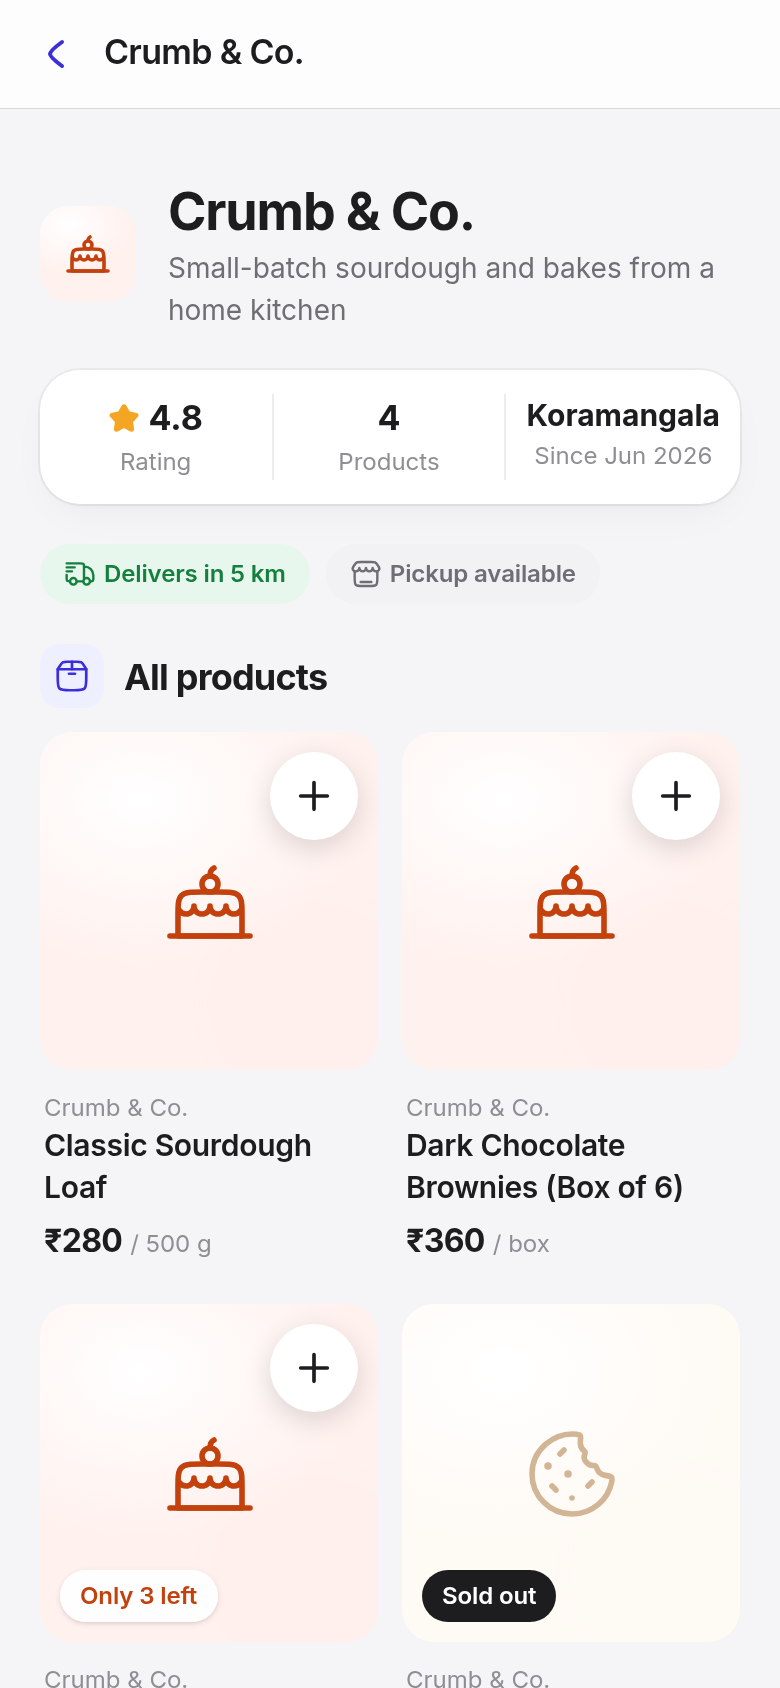 Crumb & Co.
Crumb & Co.
Small-batch sourdough and bakes from a
home kitchen
4.8
Rating
4
Products
Koramangala
Since Jun 2026
Delivers in 5 km
Pickup available
All products
Crumb & Co.
Classic Sourdough
Loaf
₹280 / 500 g
Crumb & Co.
Dark Chocolate
Brownies (Box of 6)
₹360 / box
Only 3 left
Sold out
Crumb & Co.
Crumb & Co.